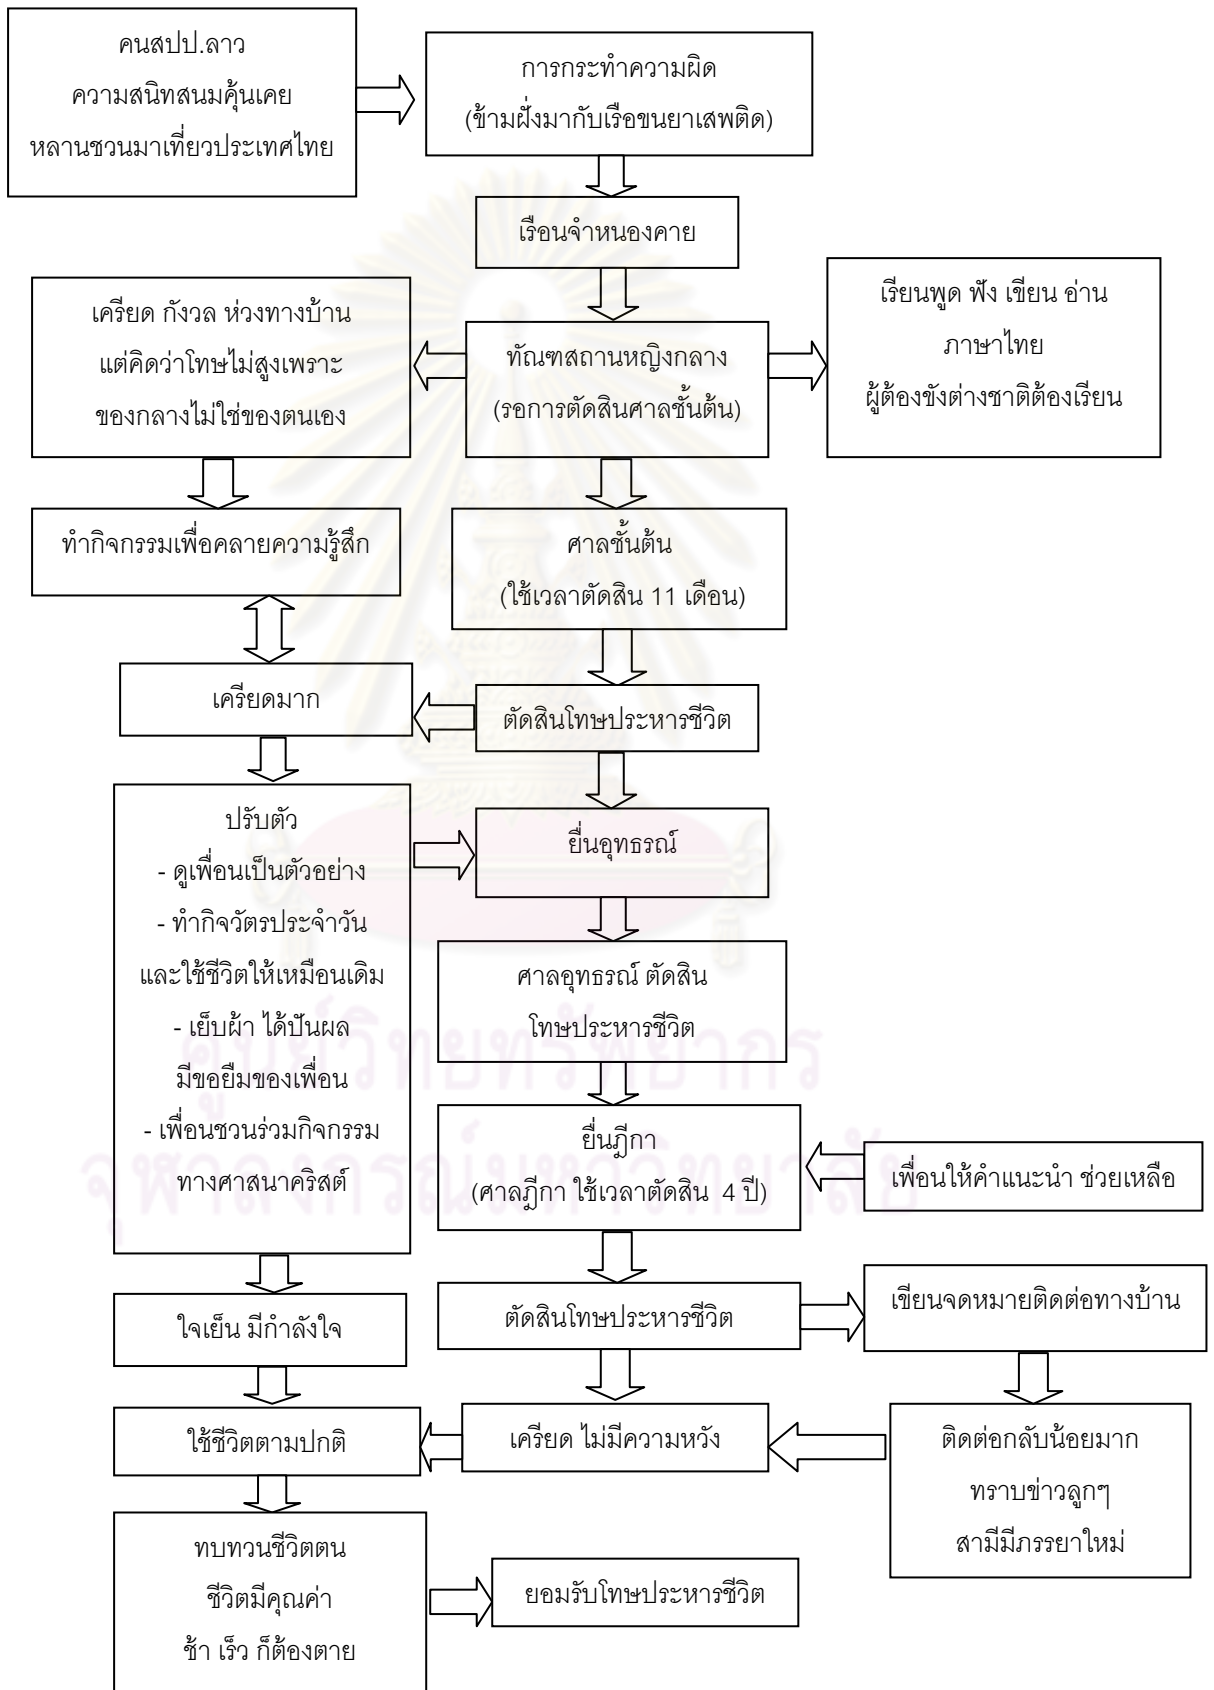 คนสปป.ลาว
ความสนิทสนมคุ้นเคย
หลานชวนมาเที่ยวประเทศไทย
การกระทำความผิด
(ข้ามฝั่งมากับเรือขนยาเสพติด)
เรือนจำหนองคาย
เครียด กังวล ห่วงทางบ้าน
แต่คิดว่าโทษไม่สูงเพราะ
ของกลางไม่ใช่ของตนเอง
ทัณฑสถานหญิงกลาง
(รอการตัดสินศาลชั้นต้น)
เรียนพูด ฟัง เขียน อ่าน
ภาษาไทย
ผู้ต้องขังต่างชาติต้องเรียน
ทำกิจกรรมเพื่อคลายความรู้สึก
ศาลชั้นต้น
(ใช้เวลาตัดสิน 11 เดือน)
เครียดมาก
ตัดสินโทษประหารชีวิต
ปรับตัว
- ดูเพื่อนเป็นตัวอย่าง
- ทำกิจวัตรประจำวัน
และใช้ชีวิตให้เหมือนเดิม
- เย็บผ้า ได้ปันผล
มีขอยืมของเพื่อน
- เพื่อนชวนร่วมกิจกรรม
ทางศาสนาคริสต์
ยื่นอุทธรณ์
ศาลอุทธรณ์ ตัดสิน
โทษประหารชีวิต
ยื่นฎีกา
(ศาลฎีกา ใช้เวลาตัดสิน 4 ปี)
เพื่อนให้คำแนะนำ ช่วยเหลือ
ใจเย็น มีกำลังใจ
ตัดสินโทษประหารชีวิต
เขียนจดหมายติดต่อทางบ้าน
ใช้ชีวิตตามปกติ
เครียด ไม่มีความหวัง
ติดต่อกลับน้อยมาก
ทราบข่าวลูกๆ
สามีมีภรรยาใหม่
ทบทวนชีวิตตน
ชีวิตมีคุณค่า
ช้า เร็ว ก็ต้องตาย
ยอมรับโทษประหารชีวิต
ศูนย์วิทยทรัพยากร
จุฬาลงกรณ์มหาวิทยาลัย